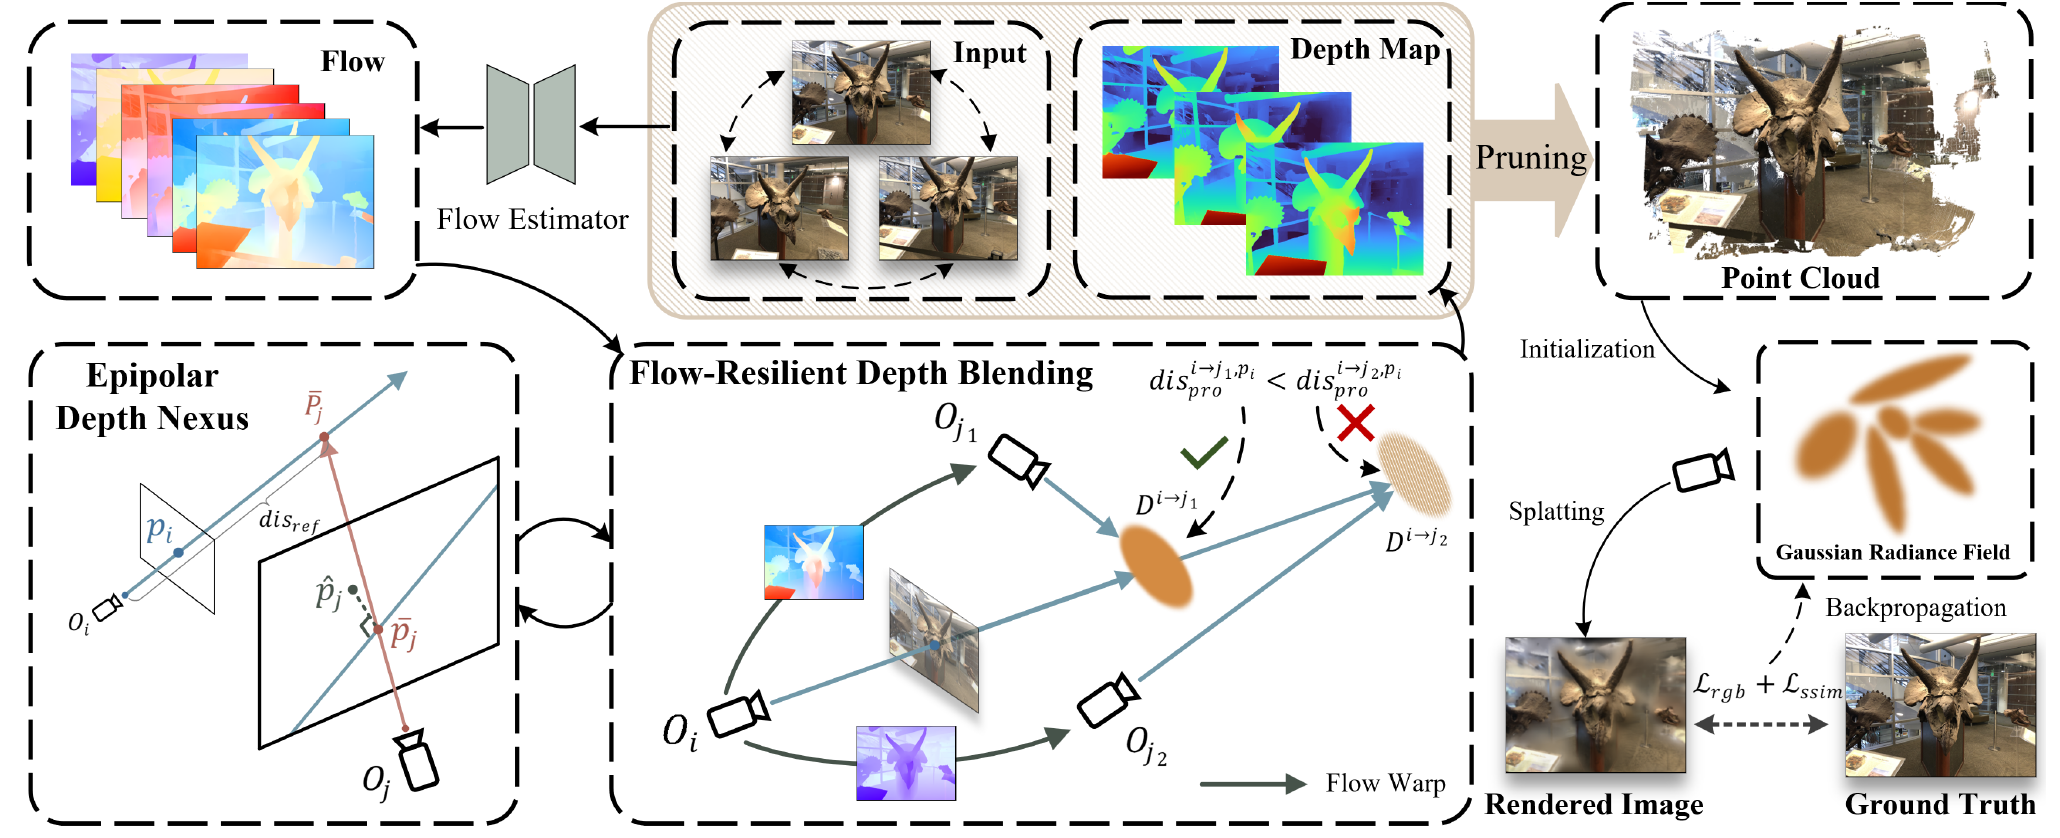 Flow
Flow Estimator
Input
Depth Map
Pruning
Point Cloud
Epipolar
Depth Nexus
$\bar{P}_j$
$p_i$
$dis_{ref}$
$\hat{p}_j$
$\bar{p}_j$
$O_i$
$O_j$
Flow-Resilient Depth Blending
$dis_{pro}^{i \to j_1, p_i} < dis_{pro}^{i \to j_2, p_i}$
$O_{j_1}$
$D^{i \to j_1}$
$D^{i \to j_2}$
$O_i$
$O_{j_2}$
Flow Warp
Initialization
Splatting
Gaussian Radiance Field
Backpropagation
$\mathcal{L}_{rgb} + \mathcal{L}_{ssim}$
Rendered Image
Ground Truth